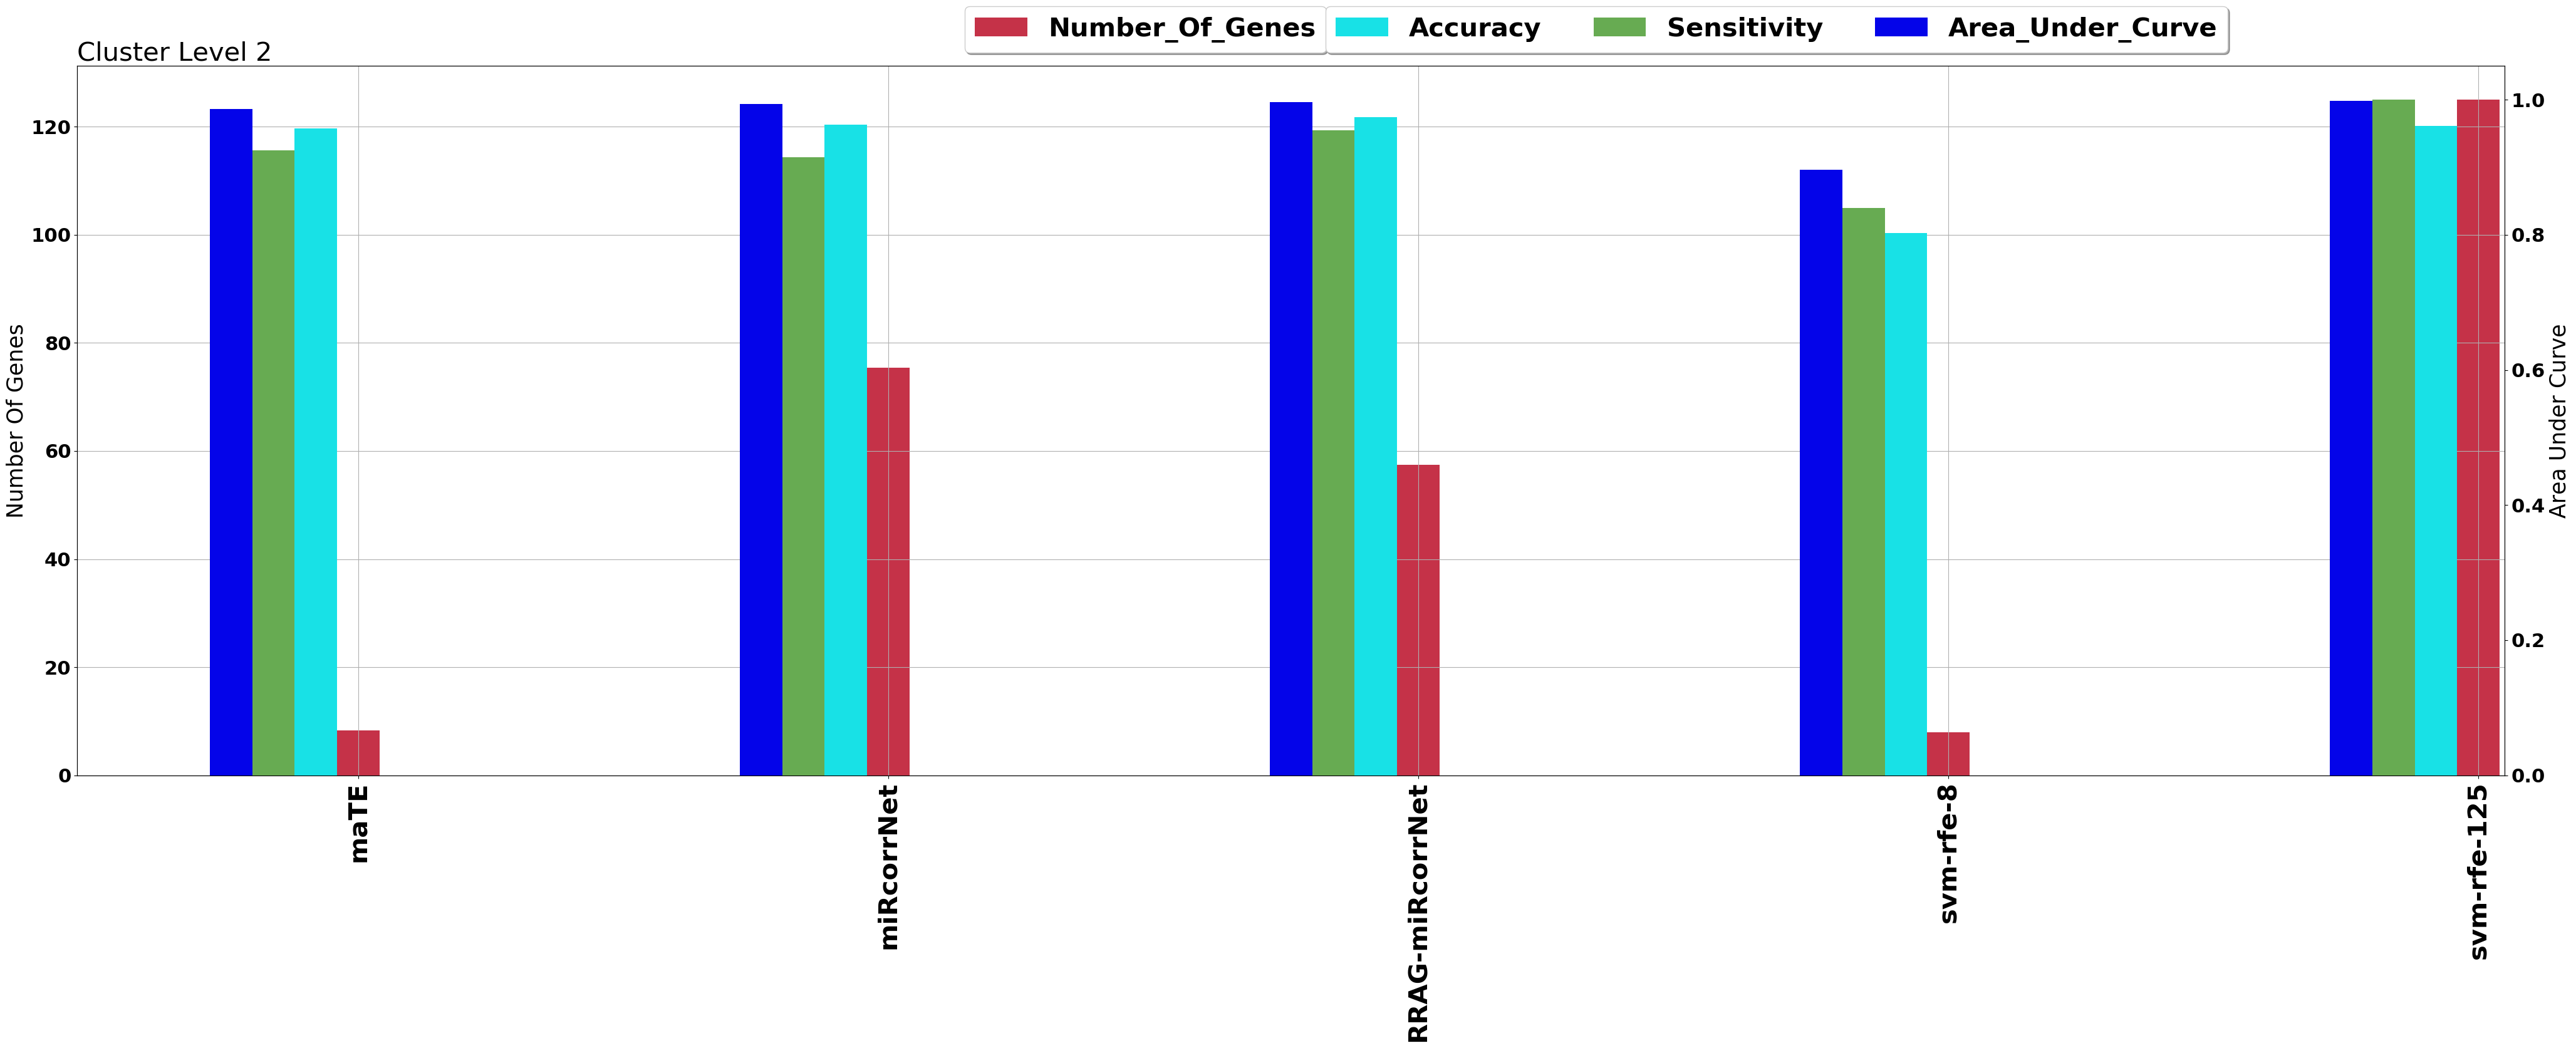 Number_Of_Genes
Accuracy
Sensitivity
Area_Under_Curve
Cluster Level 2
Number Of Genes
120
100
80
60
40
20
0
1.0
0.8
0.6
0.4
0.2
0.0
Area Under Curve
maTE
miRcorrNet
RRAG-miRcorrNet
svm-rfe-8
svm-rfe-125